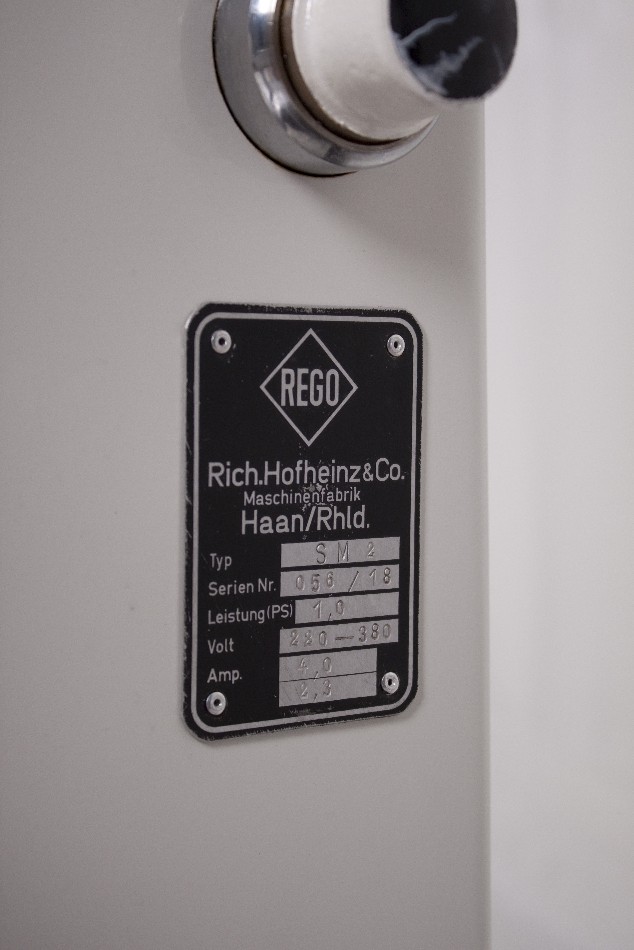 REGO
Rich.Hofheinz&Co.
Maschinenfabrik
Haan/Rhld.
Typ SM 2
Serien Nr. 056/18
Leistung(PS) 1,0
Volt 220-380
Amp. 4,0
2,3